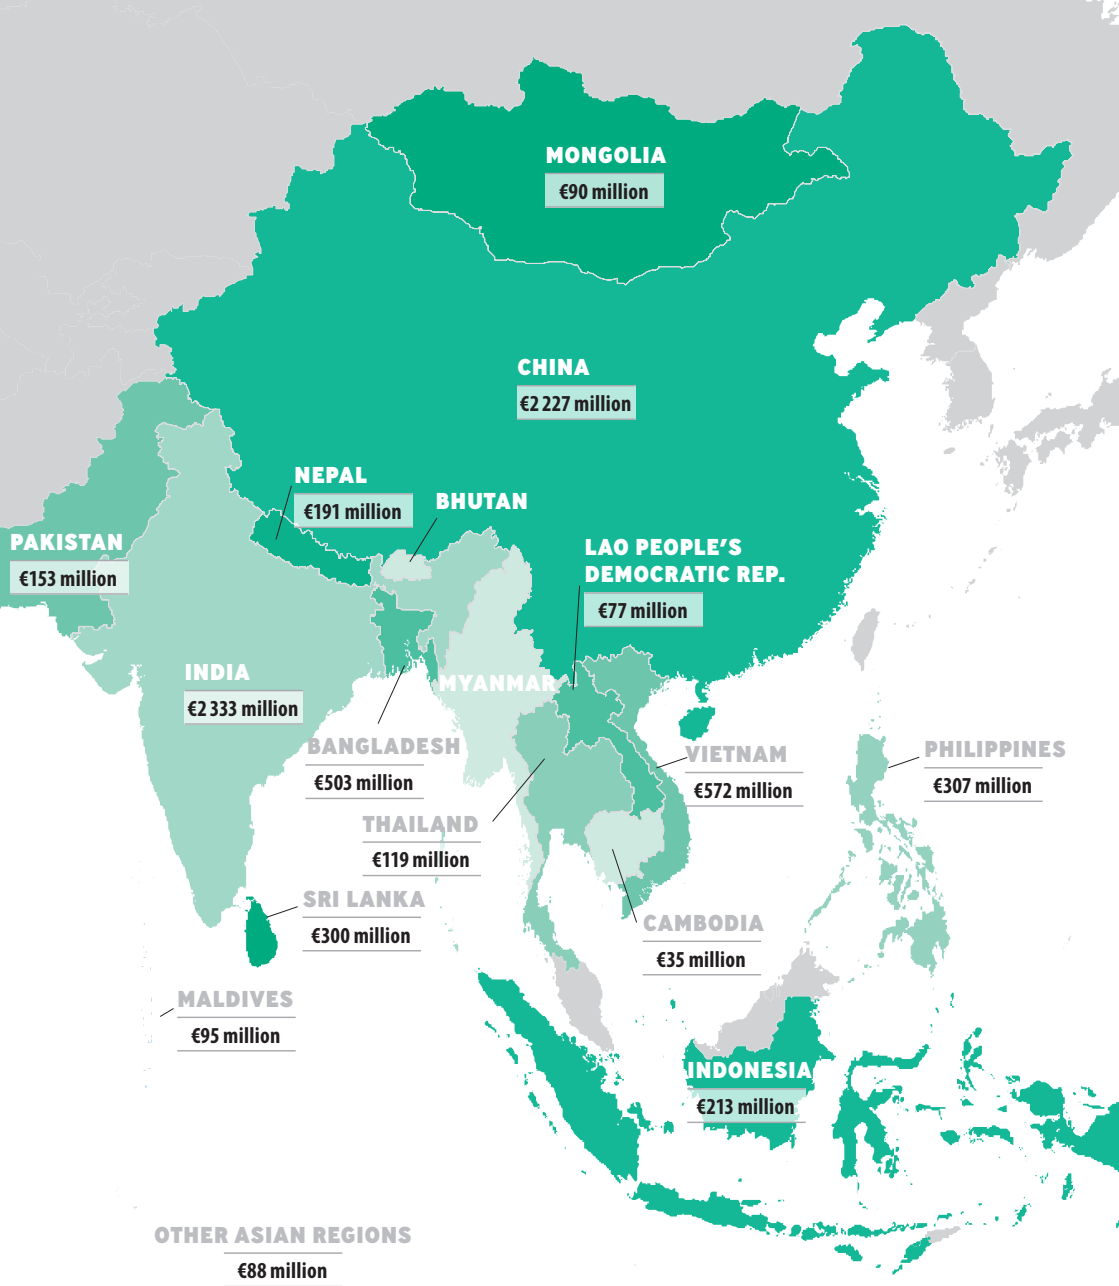 MONGOLIA
€90 million
CHINA
€2 227 million
NEPAL
€191 million
BHUTAN
PAKISTAN
€153 million
LAO PEOPLE'S
DEMOCRATIC REP.
€77 million
INDIA
€2 333 million
MYANMAR
BANGLADESH
€503 million
VIETNAM
€572 million
PHILIPPINES
€307 million
THAILAND
€119 million
SRI LANKA
€300 million
CAMBODIA
€35 million
MALDIVES
€95 million
INDONESIA
€213 million
OTHER ASIAN REGIONS
€88 million